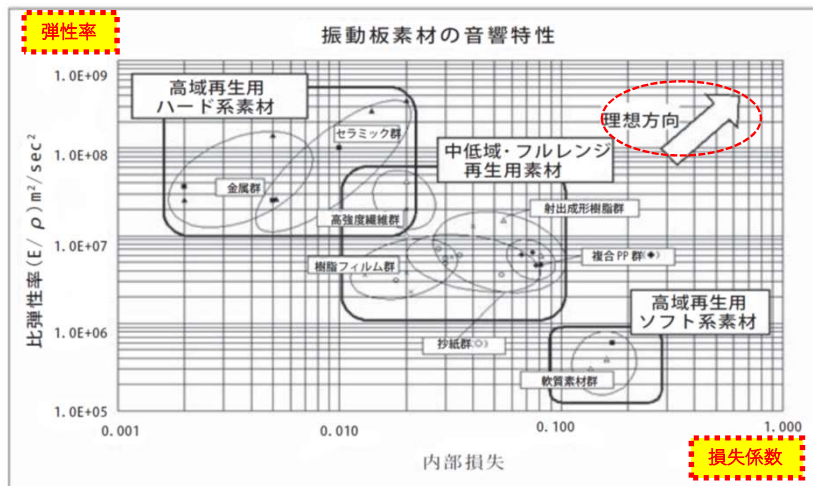 弾性率
振動板素材の音響特性
1.0E+09
高域再生用
ハード系素材
理想方向
セラミック群
1.0E+08
中低域・フルレンジ
再生用素材
金属群
射出成形樹脂群
高強度繊維群
1.0E+07
複合PP群(◆)
樹脂フィルム群
高域再生用
ソフト系素材
1.0E+06
抄紙群(○)
軟質素材群
1.0E+05
比弾性率(E/ρ)m²/sec²
0.001
0.010
0.100
1.000
内部損失
損失係数